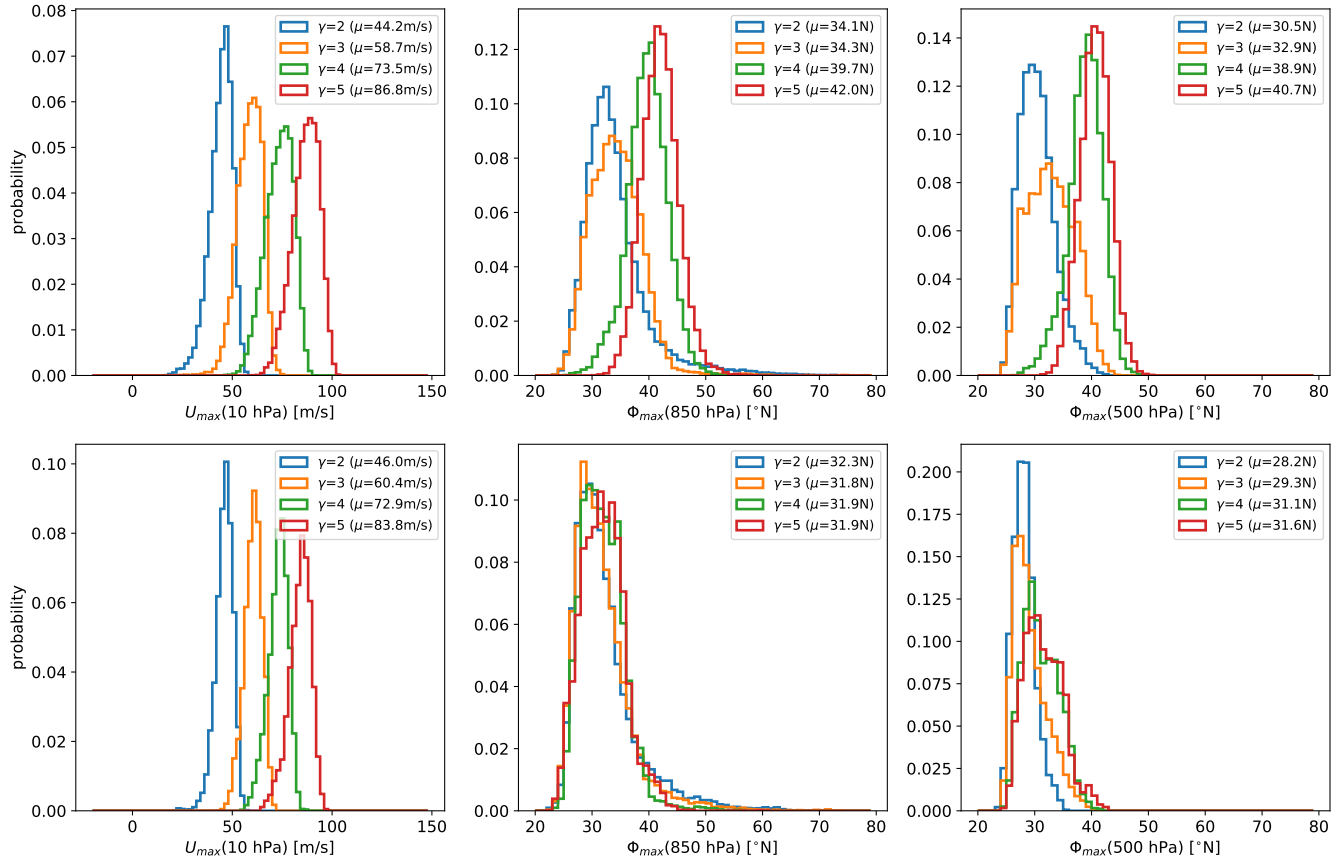 γ=2 (μ=44.2m/s)
γ=3 (μ=58.7m/s)
γ=4 (μ=73.5m/s)
γ=5 (μ=86.8m/s)
0.08
0.07
0.06
0.05
0.04
0.03
0.02
0.01
0.00
probability
0 50 100 150
U_max(10 hPa) [m/s]
γ=2 (μ=34.1N)
γ=3 (μ=34.3N)
γ=4 (μ=39.7N)
γ=5 (μ=42.0N)
0.12
0.10
0.08
0.06
0.04
0.02
0.00
20 30 40 50 60 70 80
Φ_max(850 hPa) [°N]
γ=2 (μ=30.5N)
γ=3 (μ=32.9N)
γ=4 (μ=38.9N)
γ=5 (μ=40.7N)
0.14
0.12
0.10
0.08
0.06
0.04
0.02
0.00
20 30 40 50 60 70 80
Φ_max(500 hPa) [°N]
γ=2 (μ=46.0m/s)
γ=3 (μ=60.4m/s)
γ=4 (μ=72.9m/s)
γ=5 (μ=83.8m/s)
0.10
0.08
0.06
0.04
0.02
0.00
probability
0 50 100 150
U_max(10 hPa) [m/s]
γ=2 (μ=32.3N)
γ=3 (μ=31.8N)
γ=4 (μ=31.9N)
γ=5 (μ=31.9N)
0.10
0.08
0.06
0.04
0.02
0.00
20 30 40 50 60 70 80
Φ_max(850 hPa) [°N]
γ=2 (μ=28.2N)
γ=3 (μ=29.3N)
γ=4 (μ=31.1N)
γ=5 (μ=31.6N)
0.200
0.175
0.150
0.125
0.100
0.075
0.050
0.025
0.000
20 30 40 50 60 70 80
Φ_max(500 hPa) [°N]